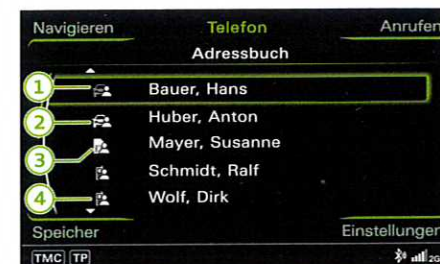 Navigieren Telefon Anrufen
Adressbuch
1 Bauer, Hans
2 Huber, Anton
3 Mayer, Susanne
Schmidt, Ralf
4 Wolf, Dirk
Speicher Einstellungen
TMC TP 2G